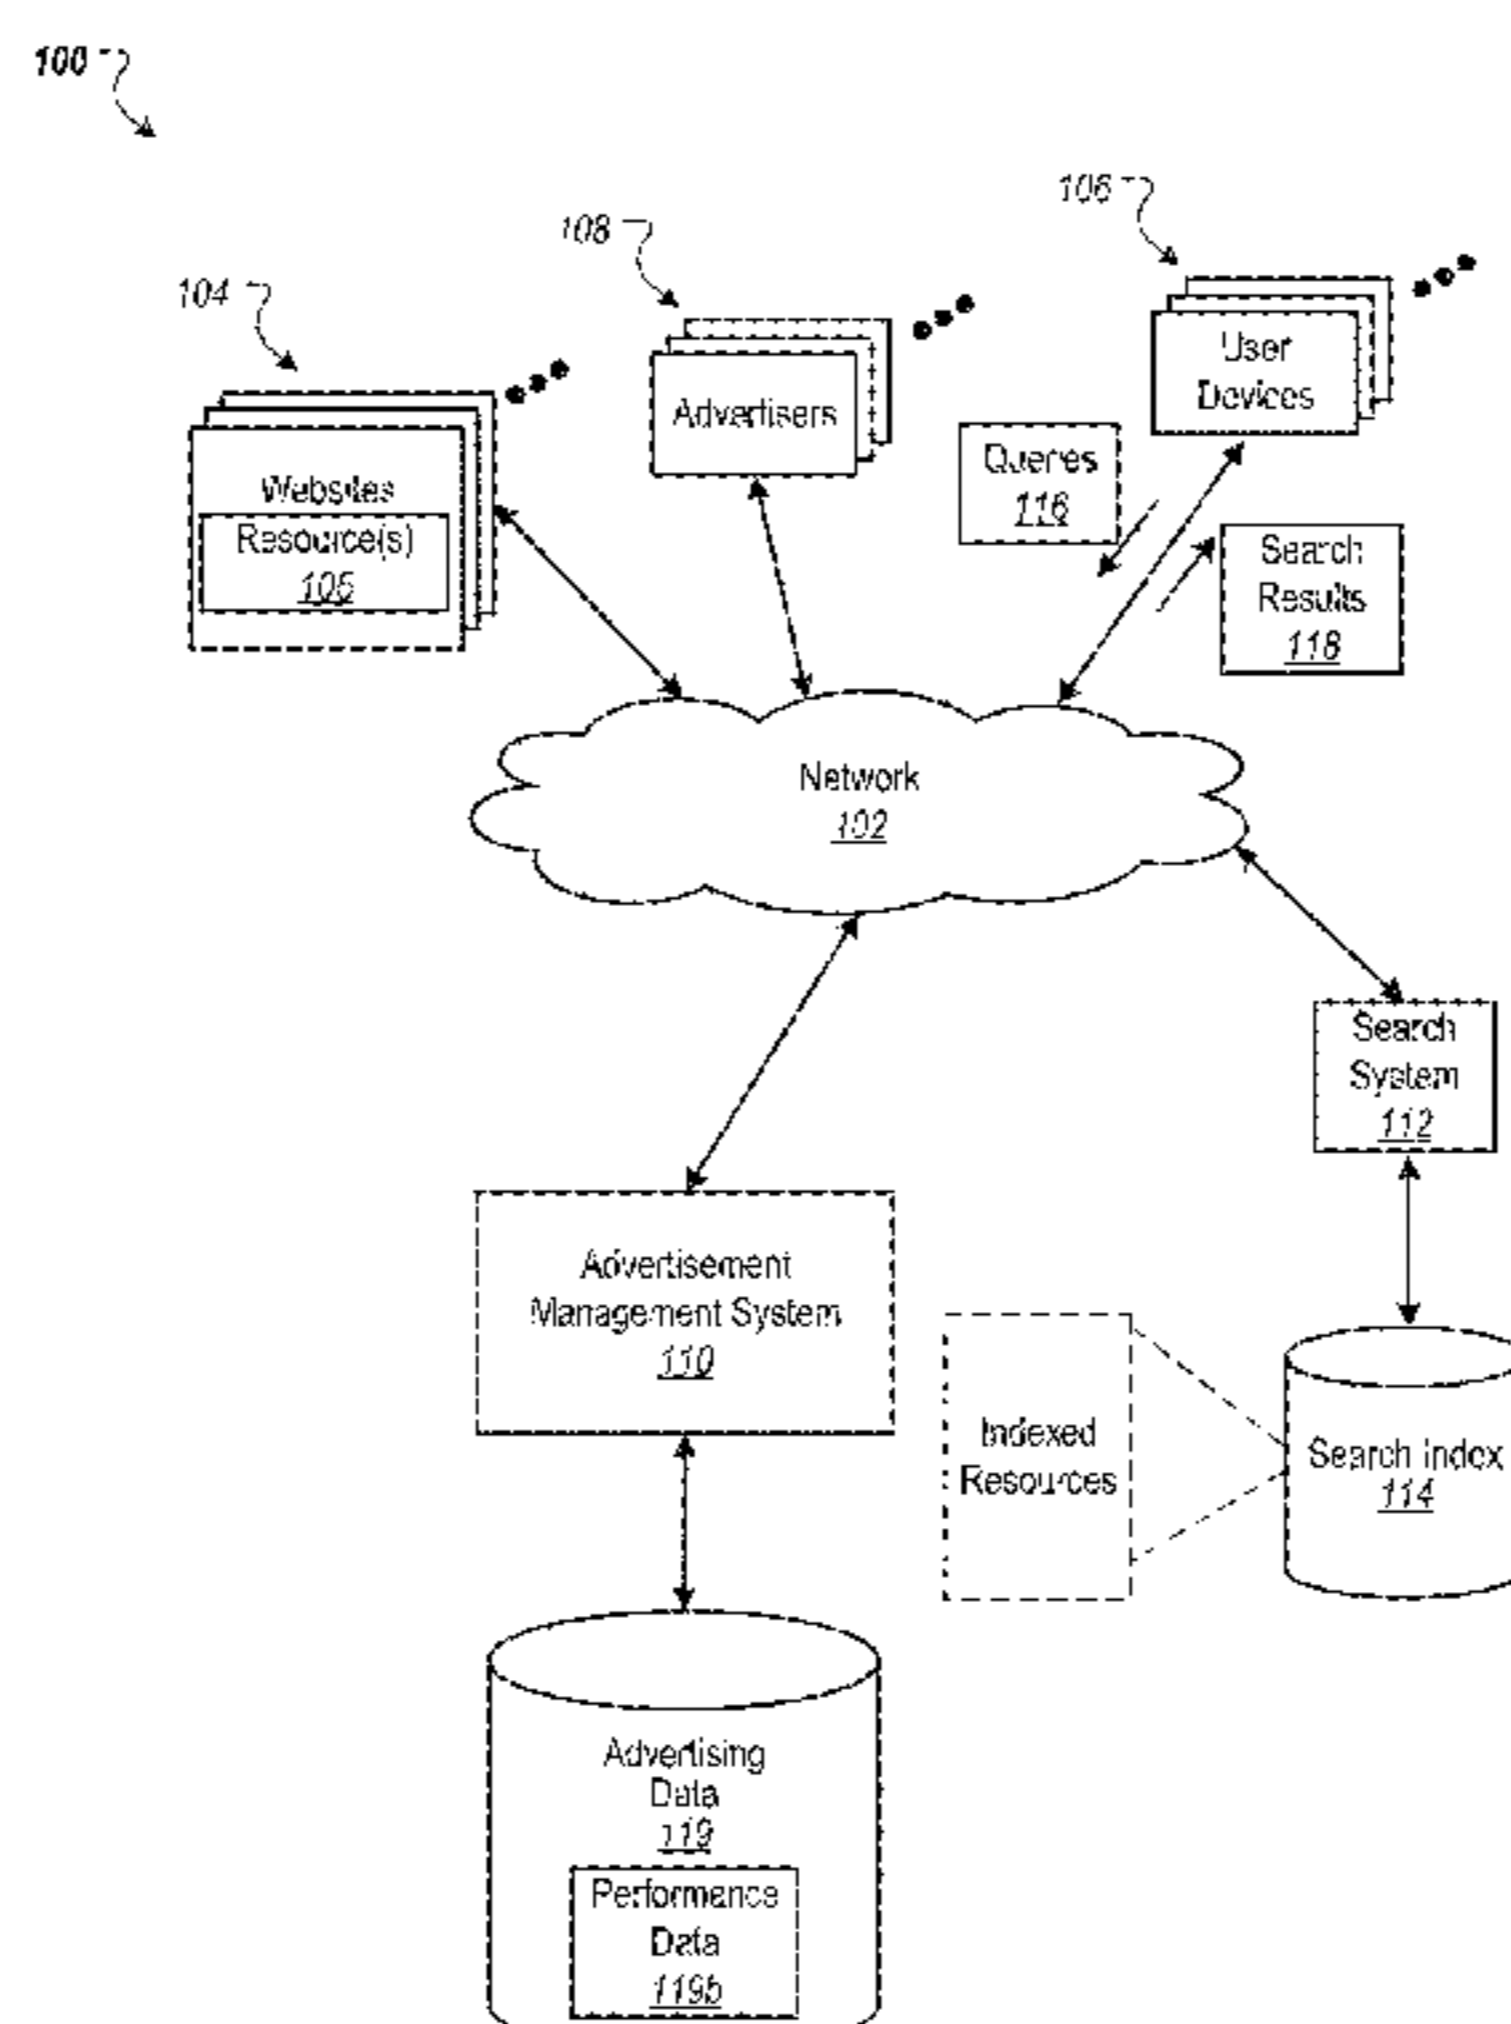 100
106
108
104
User
Devices
Advertisers
Queries
116
Websites
Resource(s)
105
Search
Results
118
Network
102
Search
System
112
Advertisement
Management System
110
Indexed
Resources
Search Index
114
Advertising
Data
119
Performance
Data
119b